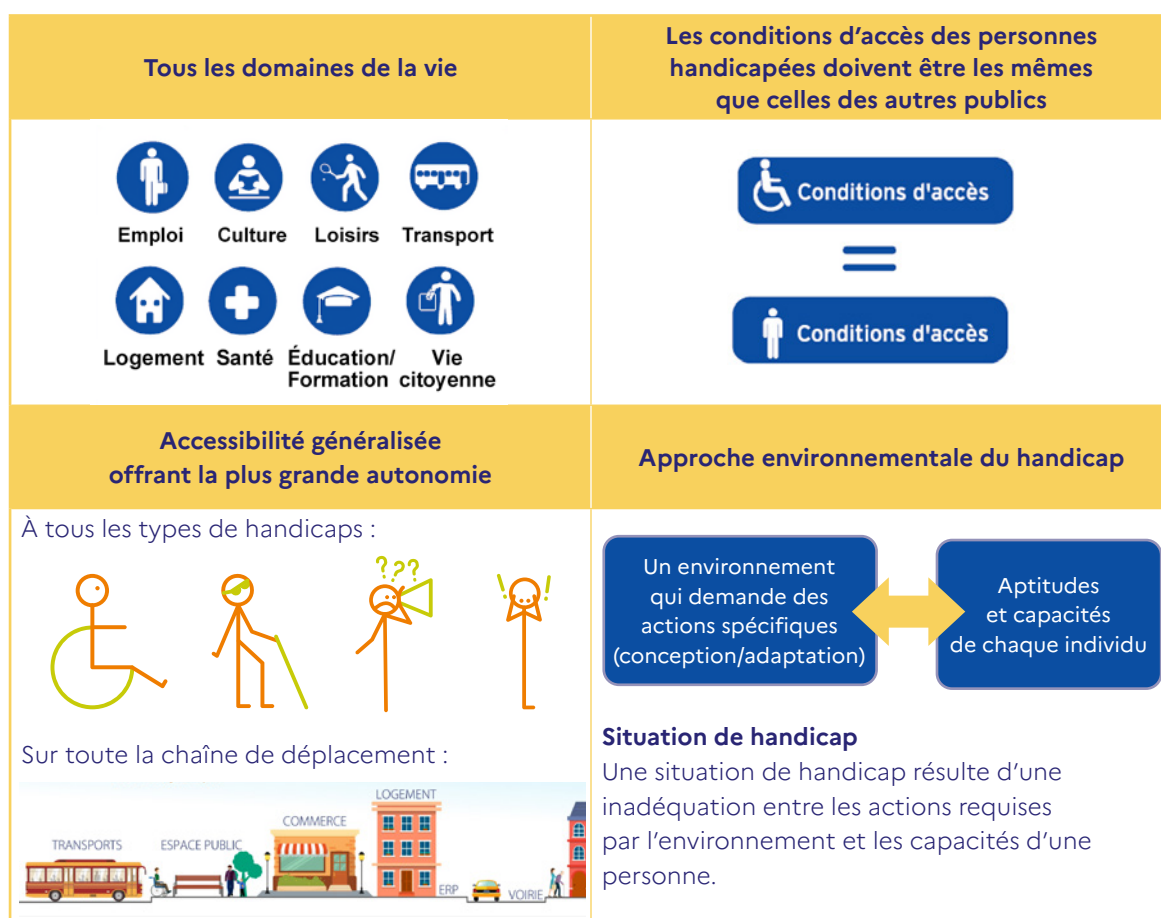 Tous les domaines de la vie
Les conditions d'accès des personnes
handicapées doivent être les mêmes
que celles des autres publics
Emploi
Culture
Loisirs
Transport
Logement
Santé
Éducation/
Formation
Vie
citoyenne
Conditions d'accès
=
Conditions d'accès
Accessibilité généralisée
offrant la plus grande autonomie
À tous les types de handicaps :
???
! !
Sur toute la chaîne de déplacement :
TRANSPORTS
ESPACE PUBLIC
COMMERCE
LOGEMENT
ERP
VOIRIE
Approche environnementale du handicap
Un environnement
qui demande des
actions spécifiques
(conception/adaptation)
Aptitudes
et capacités
de chaque individu
Situation de handicap
Une situation de handicap résulte d'une
inadéquation entre les actions requises
par l'environnement et les capacités d'une
personne.